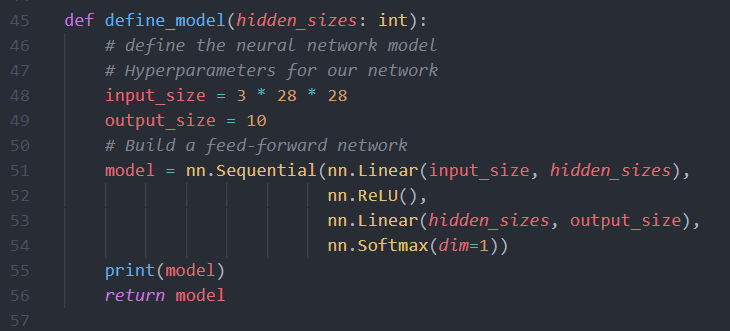 45 def define_model(hidden_sizes: int):
46     # define the neural network model
47     # Hyperparameters for our network
48     input_size = 3 * 28 * 28
49     output_size = 10
50     # Build a feed-forward network
51     model = nn.Sequential(nn.Linear(input_size, hidden_sizes),
52                           nn.ReLU(),
53                           nn.Linear(hidden_sizes, output_size),
54                           nn.Softmax(dim=1))
55     print(model)
56     return model
57